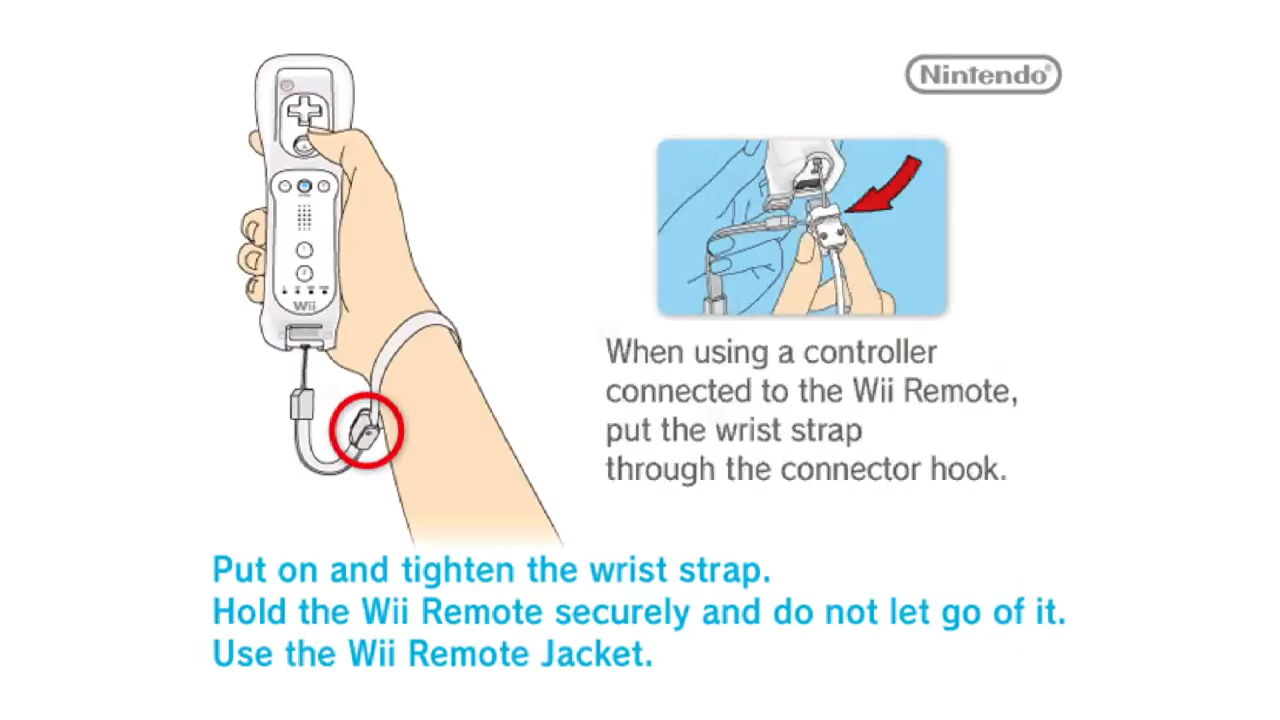 Nintendo®
Wii
When using a controller
connected to the Wii Remote,
put the wrist strap
through the connector hook.
Put on and tighten the wrist strap.
Hold the Wii Remote securely and do not let go of it.
Use the Wii Remote Jacket.